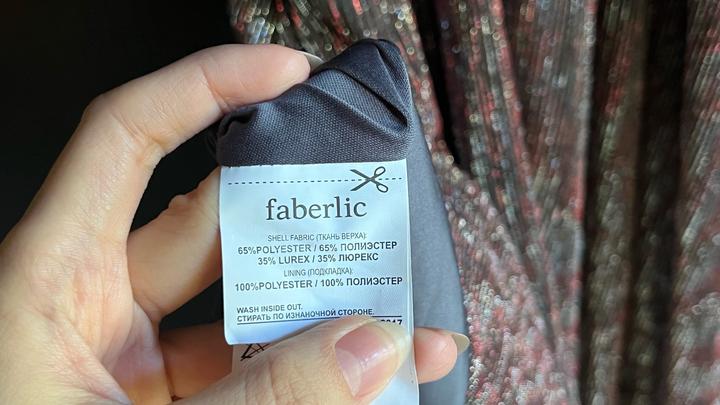 faberlic
SHELL FABRIC (ТКАНЬ ВЕРХА):
65%POLYESTER / 65% ПОЛИЭСТЕР
35% LUREX / 35% ЛЮРЕКС
LINING (ПОДКЛАДКА):
100%POLYESTER / 100% ПОЛИЭСТЕР
WASH INSIDE OUT.
СТИРАТЬ ПО ИЗНАНОЧНОЙ СТОРОНЕ.